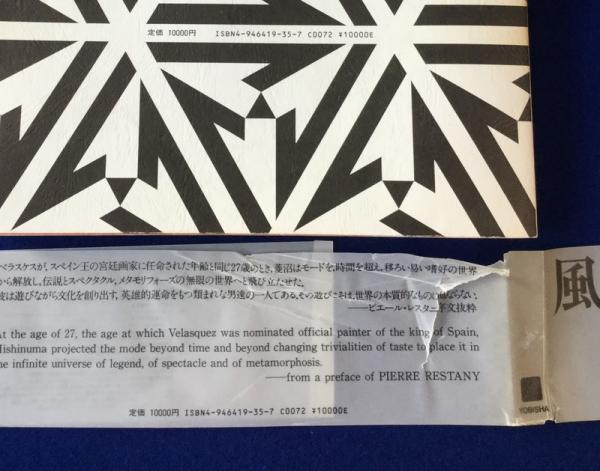 定価 10000円 ISBN4-946419-35-7 C0072 ¥10000E
ベラスケスが、スペイン王の宮廷画家に任命された年齢と同じ27歳のとき、菱沼はモードを、時間を超え、移ろい易い嗜好の世界
から解放し、伝説とスペクタクル、メタモリフォーズの無限の世界へと飛び立たせた。
彼は遊びながら文化を創り出す、英雄的運命をもつ類まれな男達の一人である。その遊びこそは、世界の本質的なものに他ならない。
——ピエール・レスタニ序文抜粋
At the age of 27, the age at which Velasquez was nominated official painter of the king of Spain,
Hishinuma projected the mode beyond time and beyond changing trivialitien of taste to place it in
the infinite universe of legend, of spectacle and of metamorphosis.
——from a preface of PIERRE RESTANY
定価 10000円 ISBN4-946419-35-7 C0072 ¥10000E
風
YOBISHA